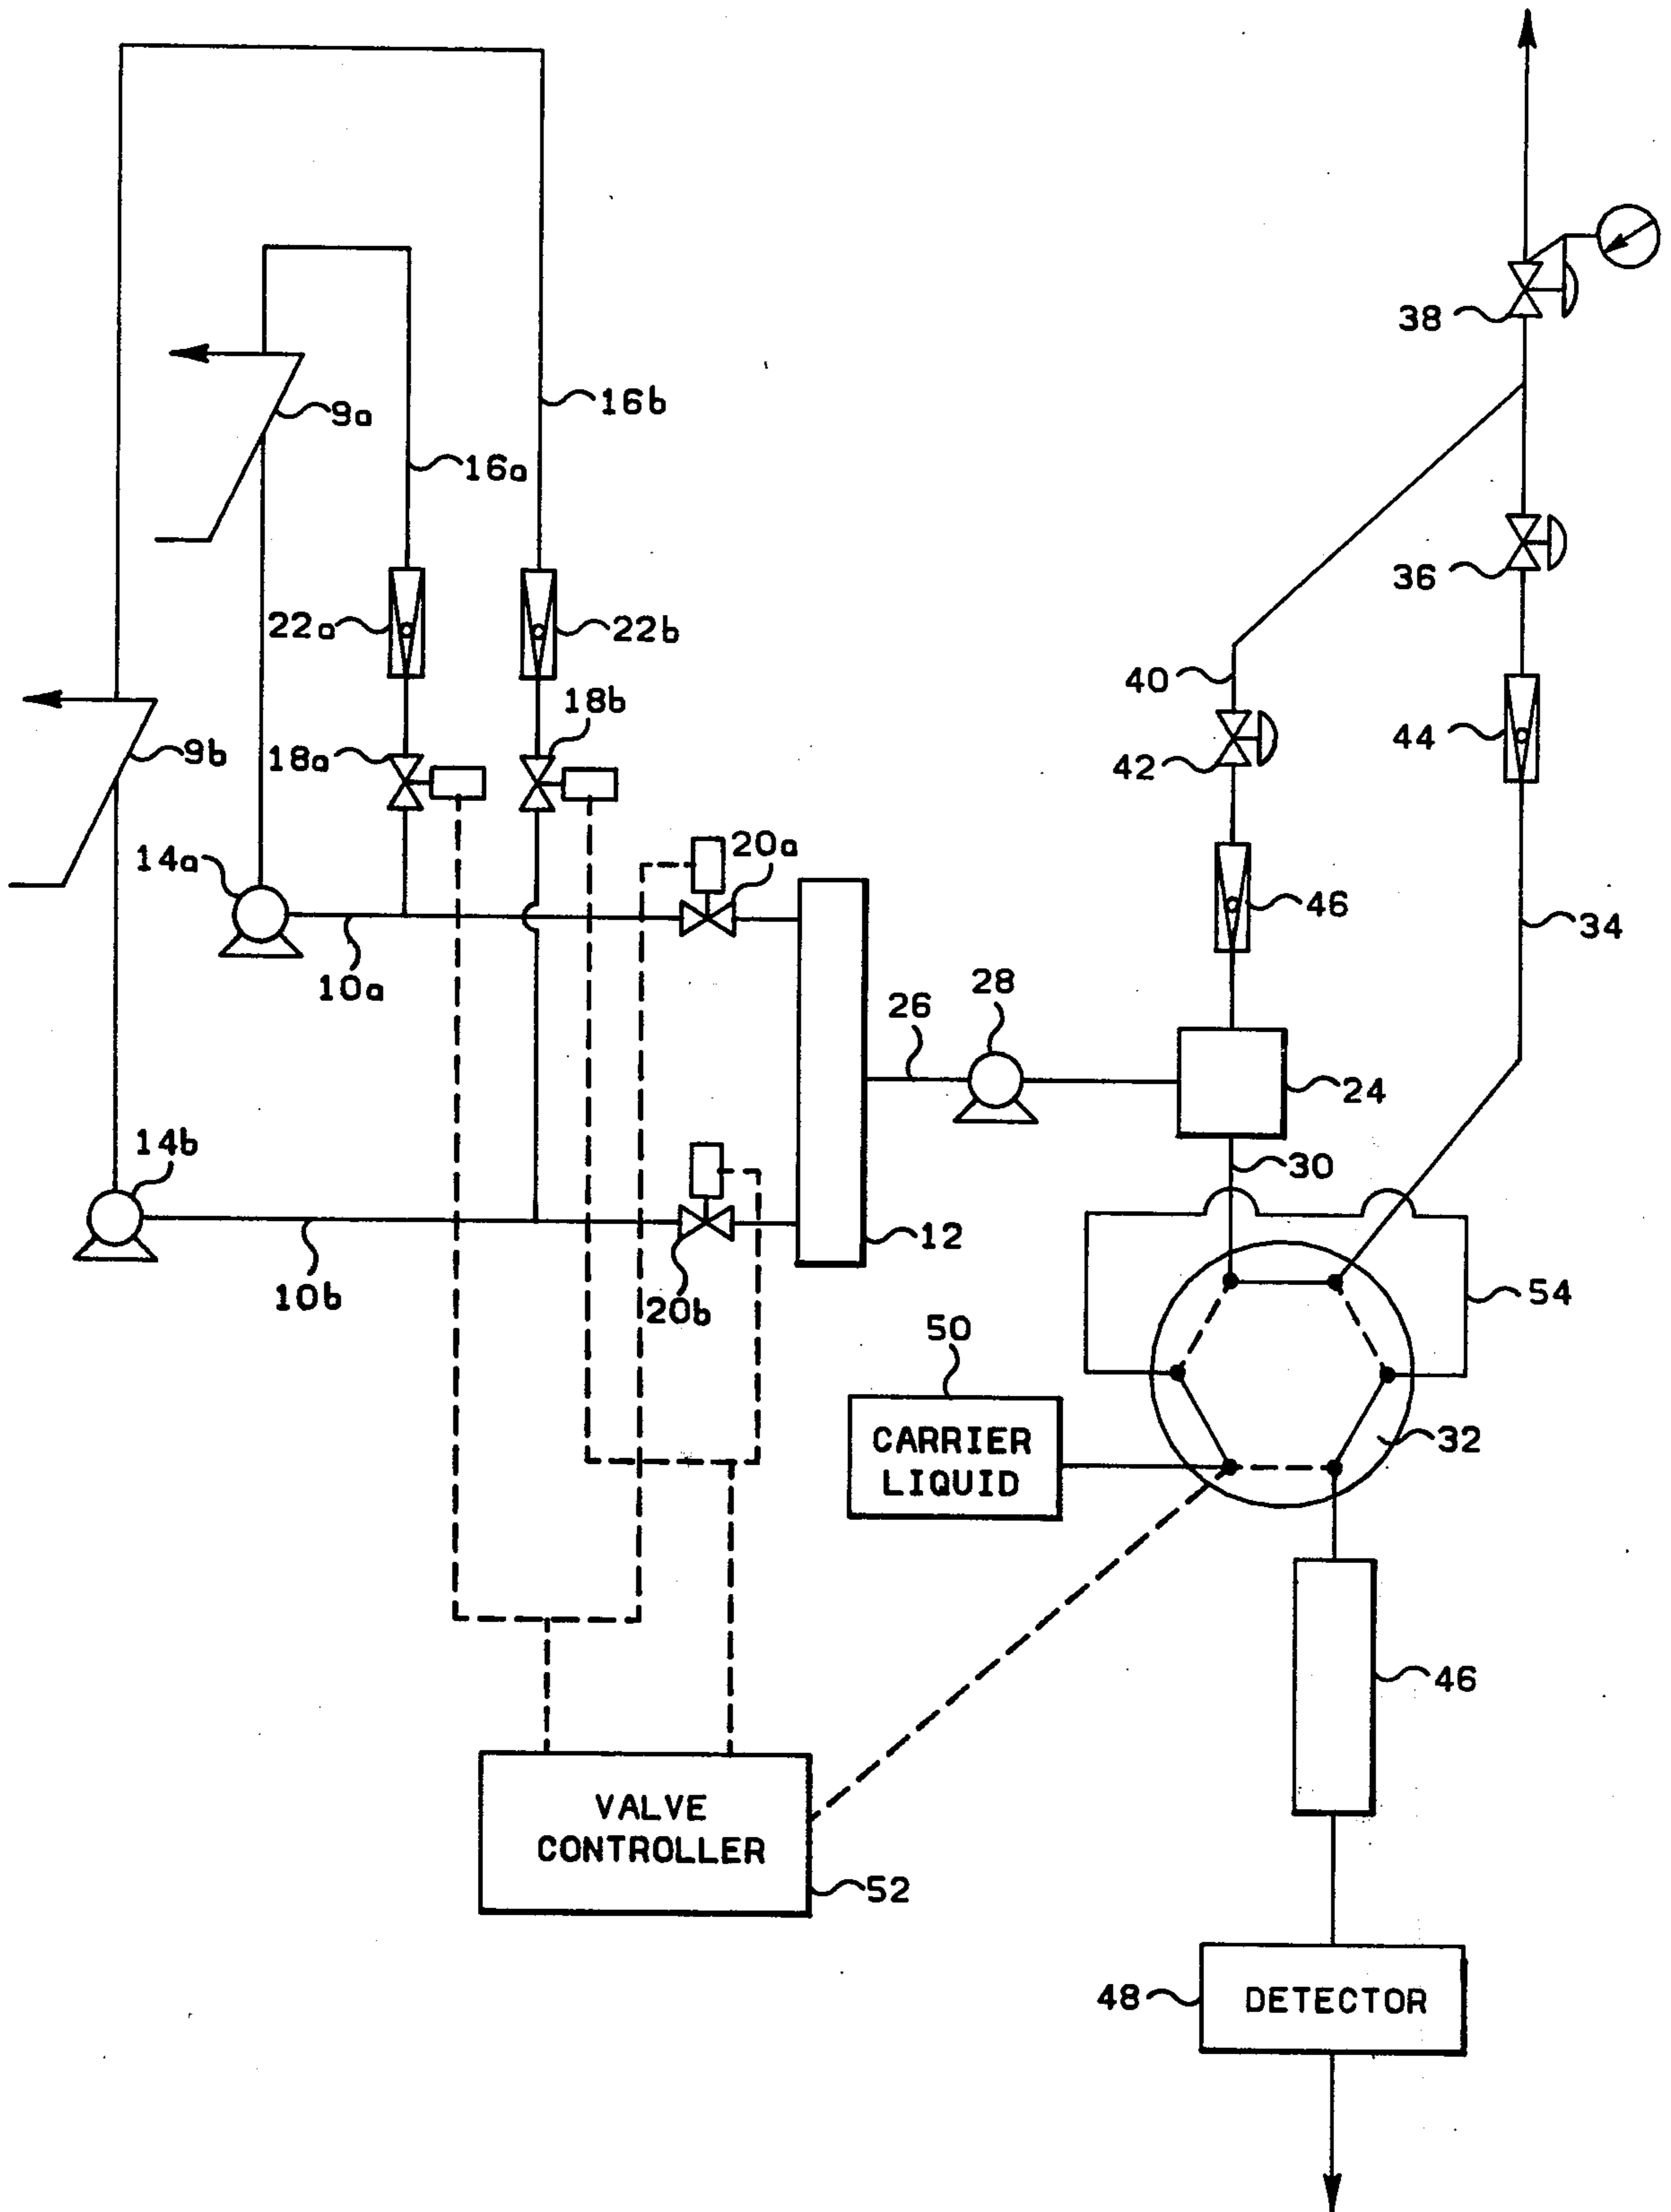 38
9a
16b
16a
36
22a
22b
40
18b
44
9b
18a
42
14a
20a
46
34
10a
26
28
24
14b
30
12
10b
20b
54
50
CARRIER
LIQUID
32
46
VALVE
CONTROLLER
52
48
DETECTOR